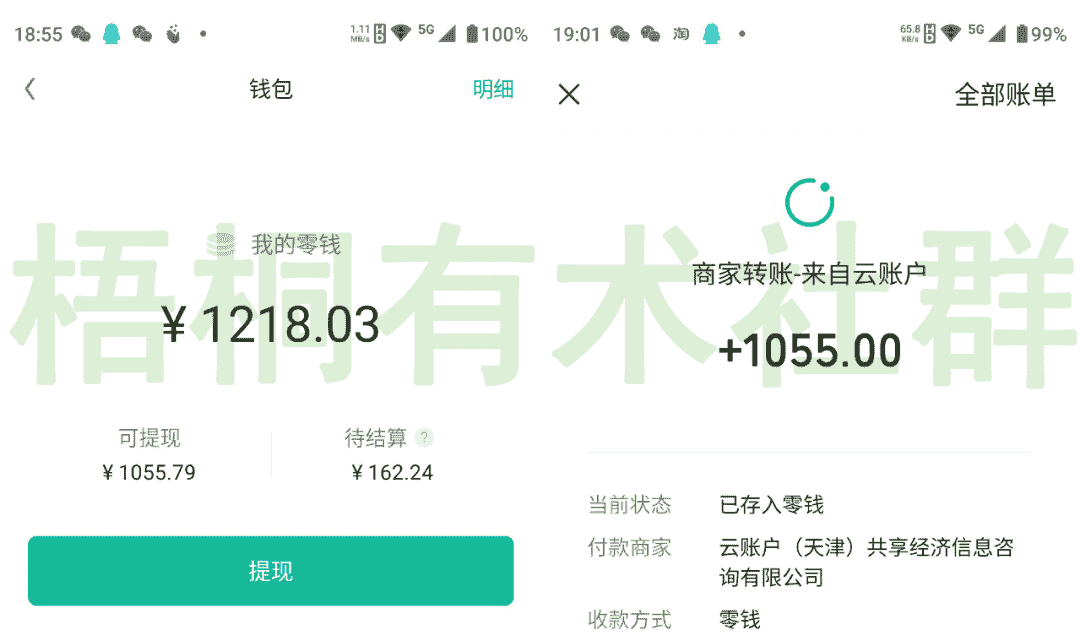 18:55
1.11 MB/s HD 5G 100%
钱包
明细
我的零钱
¥ 1218.03
可提现
待结算 ?
¥ 1055.79
¥ 162.24
提现
19:01 淘
65.8 KB/s HD 5G 99%
全部账单
商家转账-来自云账户
+1055.00
当前状态 已存入零钱
付款商家 云账户（天津）共享经济信息咨
询有限公司
收款方式 零钱
梧桐有术社群